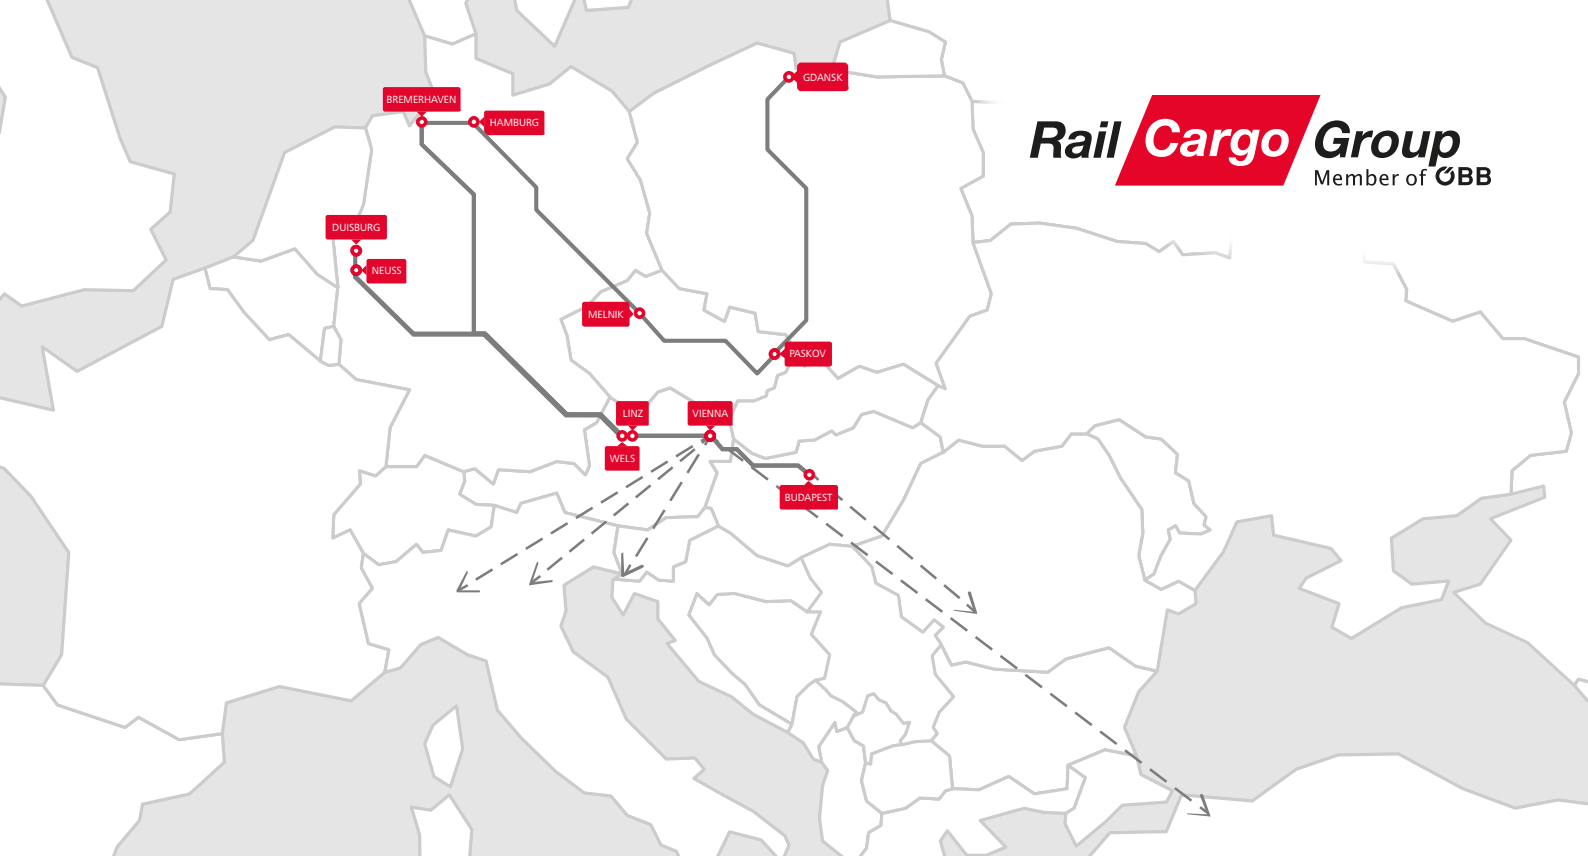 GDANSK
BREMERHAVEN
HAMBURG
Rail Cargo Group
Member of ÖBB
DUISBURG
NEUSS
MELNIK
PASKOV
LINZ
VIENNA
WELS
BUDAPEST